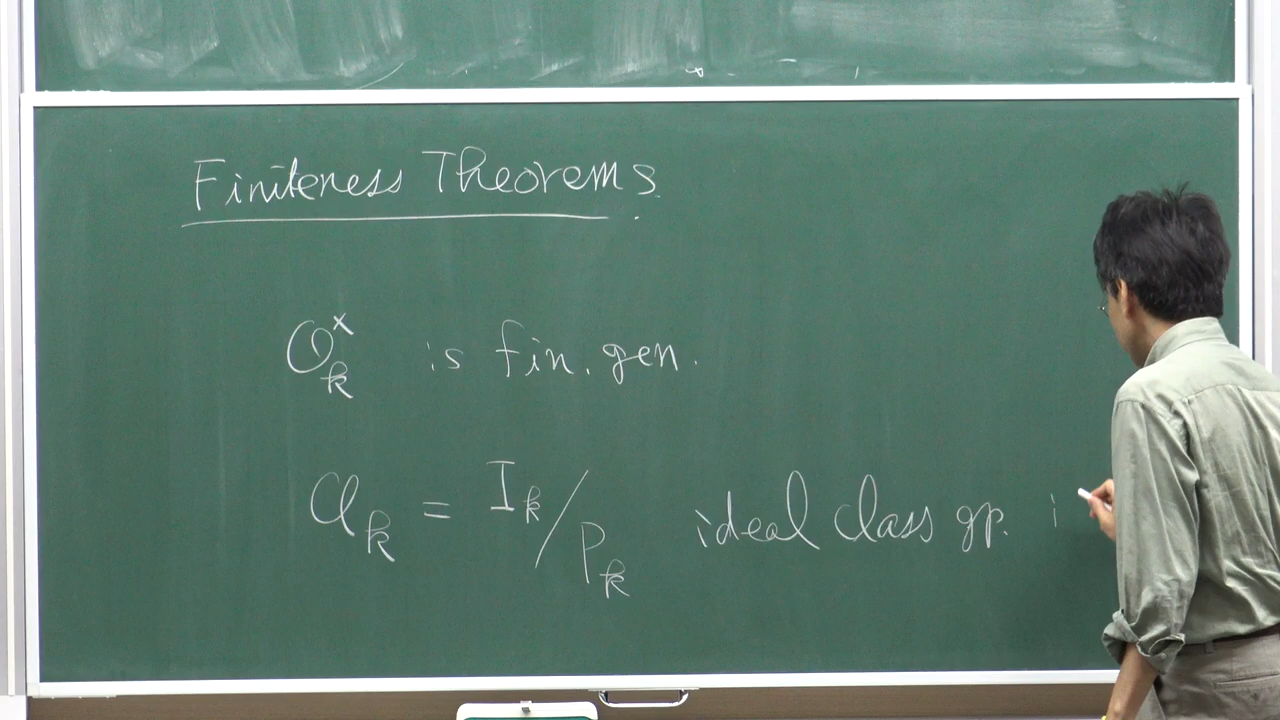 Finiteness Theorems.
O_k^× is fin. gen.
Cl_k = I_k / P_k ideal class gp. i